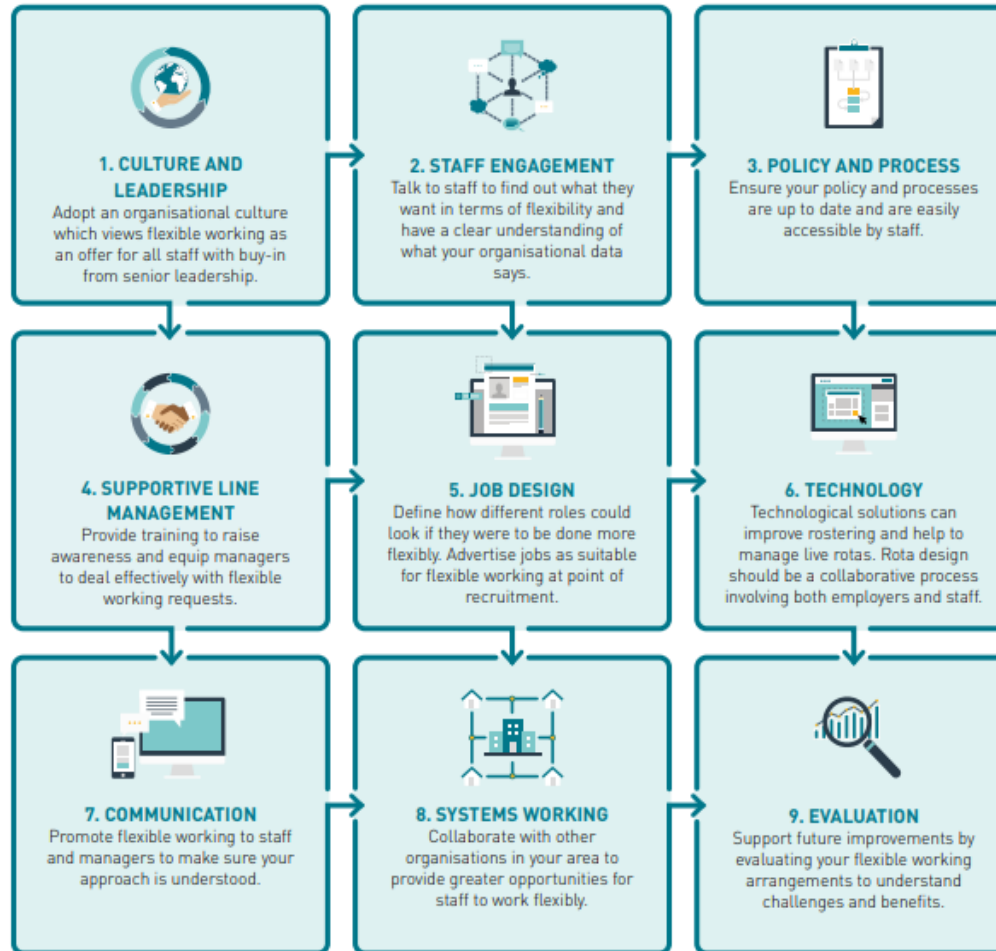 1. CULTURE AND
LEADERSHIP
Adopt an organisational culture
which views flexible working as
an offer for all staff with buy-in
from senior leadership.
2. STAFF ENGAGEMENT
Talk to staff to find out what they
want in terms of flexibility and
have a clear understanding of
what your organisational data
says.
3. POLICY AND PROCESS
Ensure your policy and processes
are up to date and are easily
accessible by staff.
4. SUPPORTIVE LINE
MANAGEMENT
Provide training to raise
awareness and equip managers
to deal effectively with flexible
working requests.
5. JOB DESIGN
Define how different roles could
look if they were to be done more
flexibly. Advertise jobs as suitable
for flexible working at point of
recruitment.
6. TECHNOLOGY
Technological solutions can
improve rostering and help to
manage live rotas. Rota design
should be a collaborative process
involving both employers and staff.
7. COMMUNICATION
Promote flexible working to staff
and managers to make sure your
approach is understood.
8. SYSTEMS WORKING
Collaborate with other
organisations in your area to
provide greater opportunities for
staff to work flexibly.
9. EVALUATION
Support future improvements by
evaluating your flexible working
arrangements to understand
challenges and benefits.